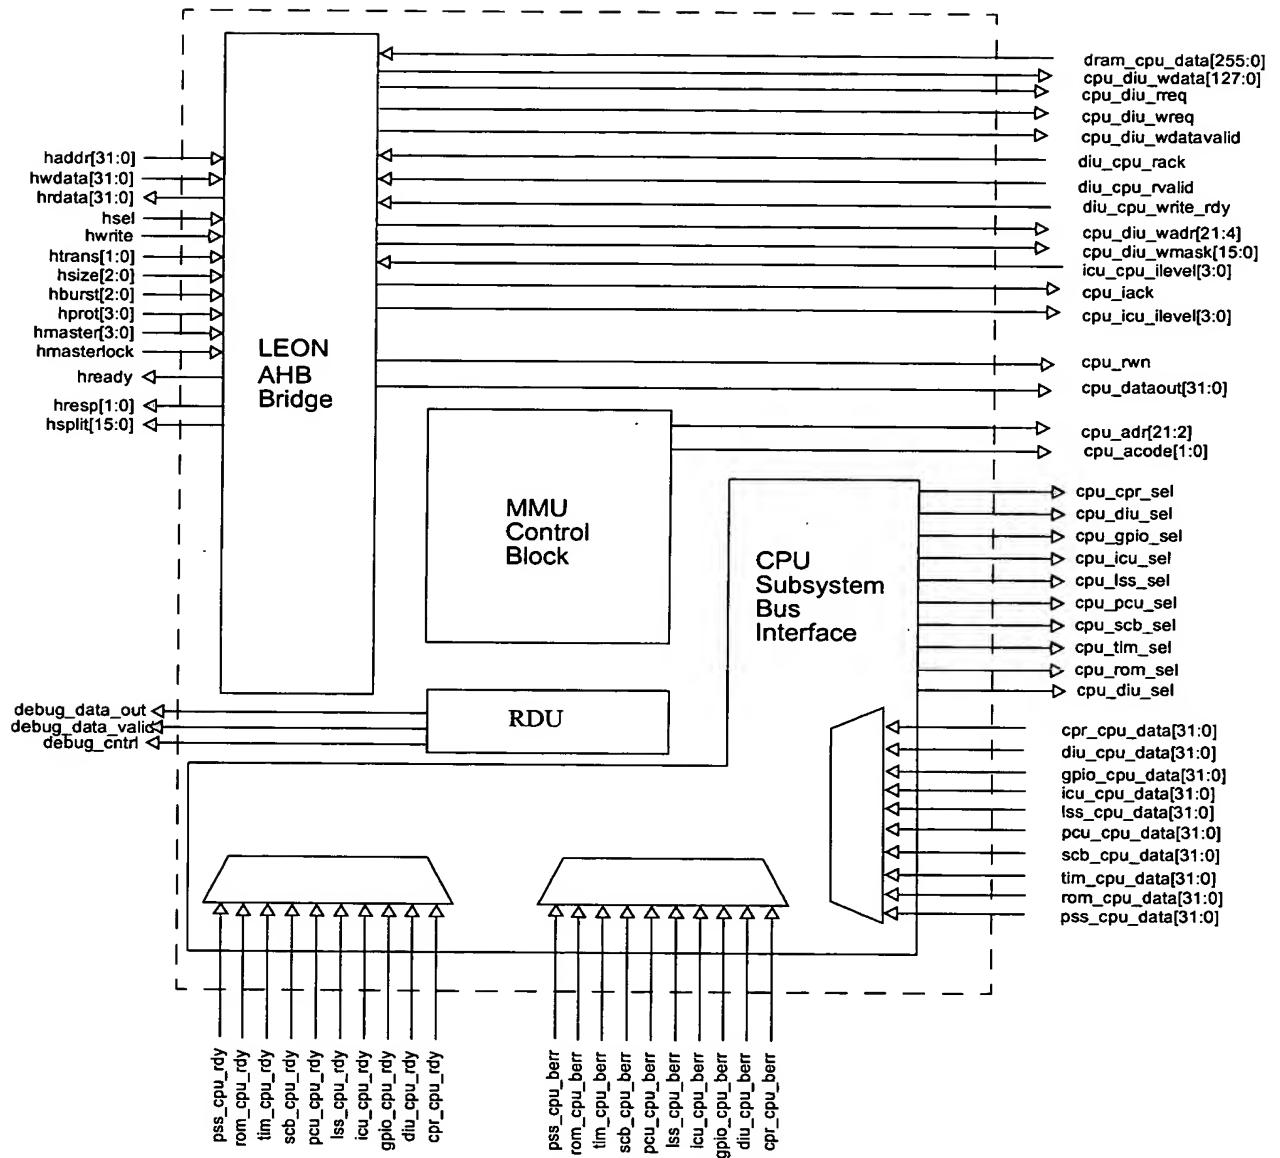 haddr[31:0]
hwdata[31:0]
hrdata[31:0]
hsel
hwrite
htrans[1:0]
hsize[2:0]
hburst[2:0]
hprot[3:0]
hmaster[3:0]
hmasterlock
hready
hresp[1:0]
hsplit[15:0]
LEON
AHB
Bridge
dram_cpu_data[255:0]
cpu_diu_wdata[127:0]
cpu_diu_rreq
cpu_diu_wreq
cpu_diu_wdatavalid
diu_cpu_rack
diu_cpu_rvalid
diu_cpu_write_rdy
cpu_diu_wadr[21:4]
cpu_diu_wmask[15:0]
icu_cpu_ilevel[3:0]
cpu_iack
cpu_icu_ilevel[3:0]
cpu_rwn
cpu_dataout[31:0]
cpu_adr[21:2]
cpu_acode[1:0]
MMU
Control
Block
CPU
Subsystem
Bus
Interface
cpu_cpr_sel
cpu_diu_sel
cpu_gpio_sel
cpu_icu_sel
cpu_lss_sel
cpu_pcu_sel
cpu_scb_sel
cpu_tim_sel
cpu_rom_sel
cpu_diu_sel
debug_data_out
debug_data_valid
debug_cntrl
RDU
cpr_cpu_data[31:0]
diu_cpu_data[31:0]
gpio_cpu_data[31:0]
icu_cpu_data[31:0]
lss_cpu_data[31:0]
pcu_cpu_data[31:0]
scb_cpu_data[31:0]
tim_cpu_data[31:0]
rom_cpu_data[31:0]
pss_cpu_data[31:0]
pss_cpu_rdy
rom_cpu_rdy
tim_cpu_rdy
scb_cpu_rdy
pcu_cpu_rdy
lss_cpu_rdy
icu_cpu_rdy
gpio_cpu_rdy
diu_cpu_rdy
cpr_cpu_rdy
pss_cpu_berr
rom_cpu_berr
tim_cpu_berr
scb_cpu_berr
pcu_cpu_berr
lss_cpu_berr
icu_cpu_berr
gpio_cpu_berr
diu_cpu_berr
cpr_cpu_berr